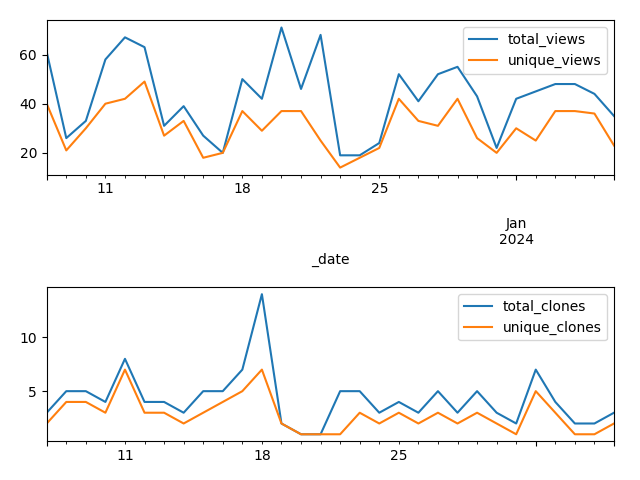 60
40
20
total_views
unique_views
11
18
25
Jan
2024
_date
10
5
total_clones
unique_clones
11
18
25